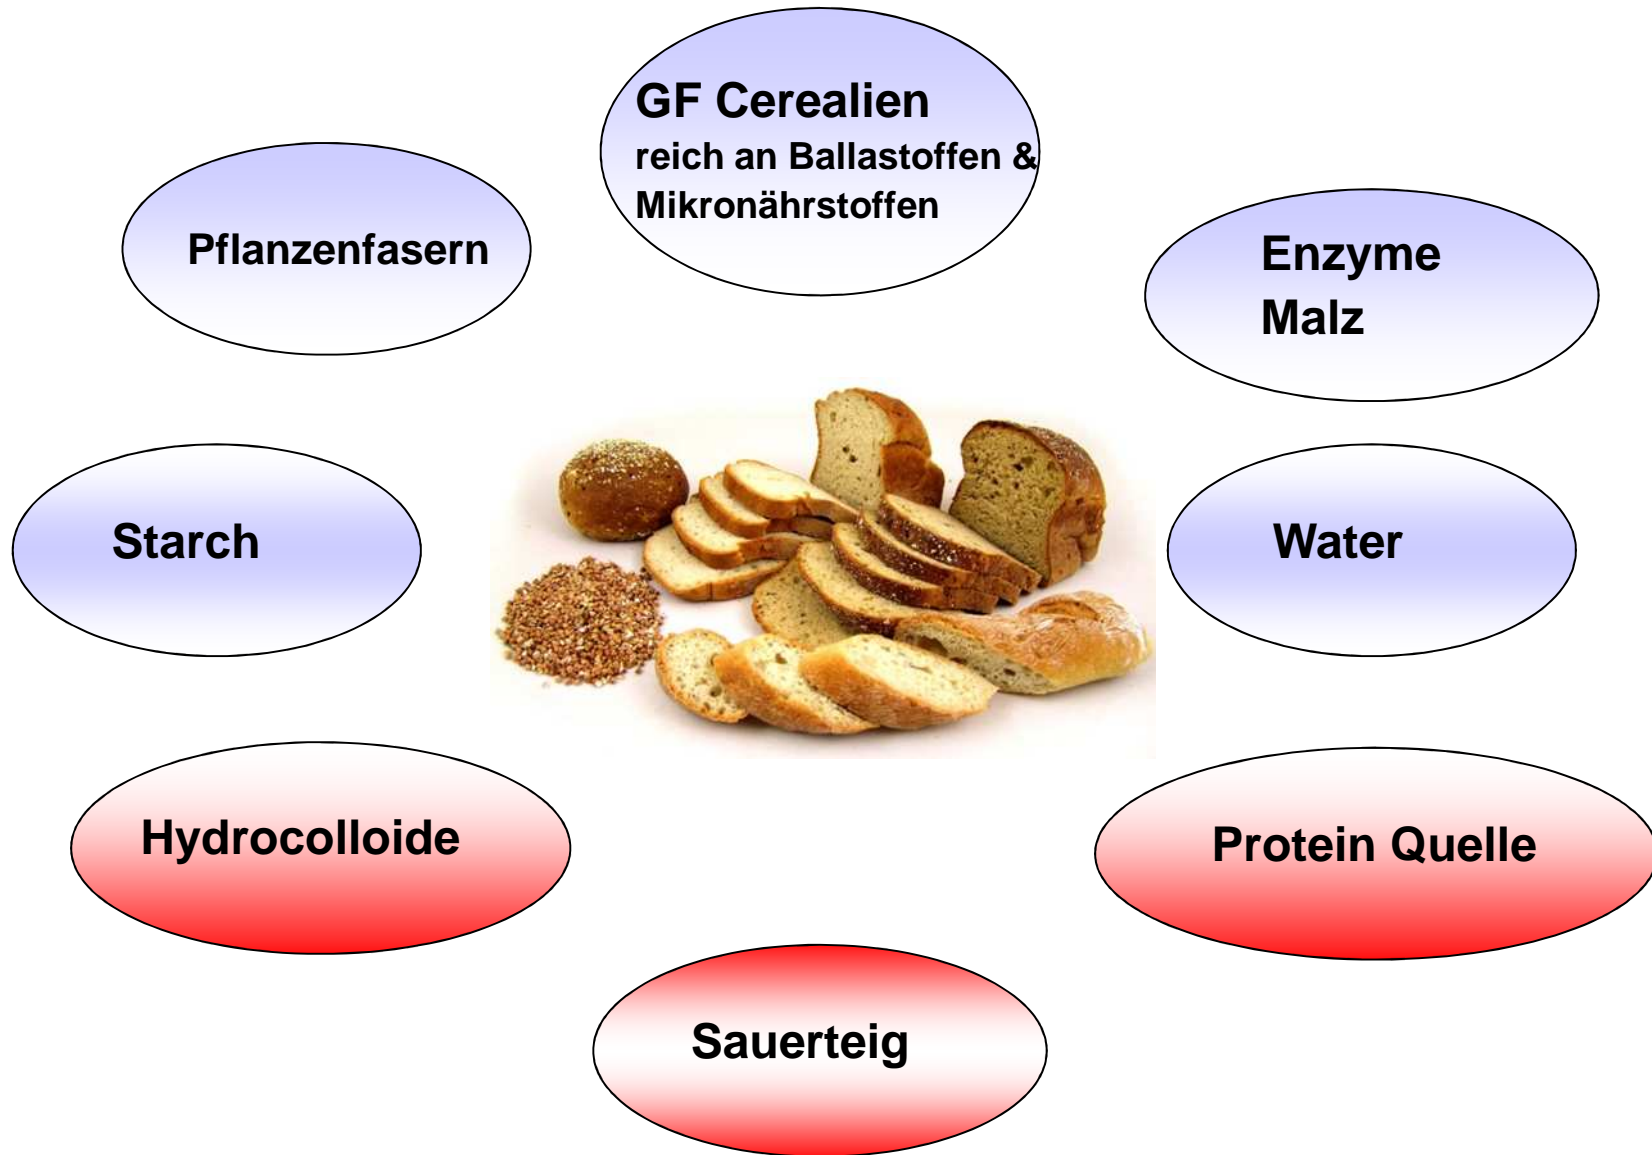 GF Cerealien
reich an Ballastoffen &
Mikronährstoffen
Pflanzenfasern
Enzyme
Malz
Starch
Water
Hydrocolloide
Protein Quelle
Sauerteig